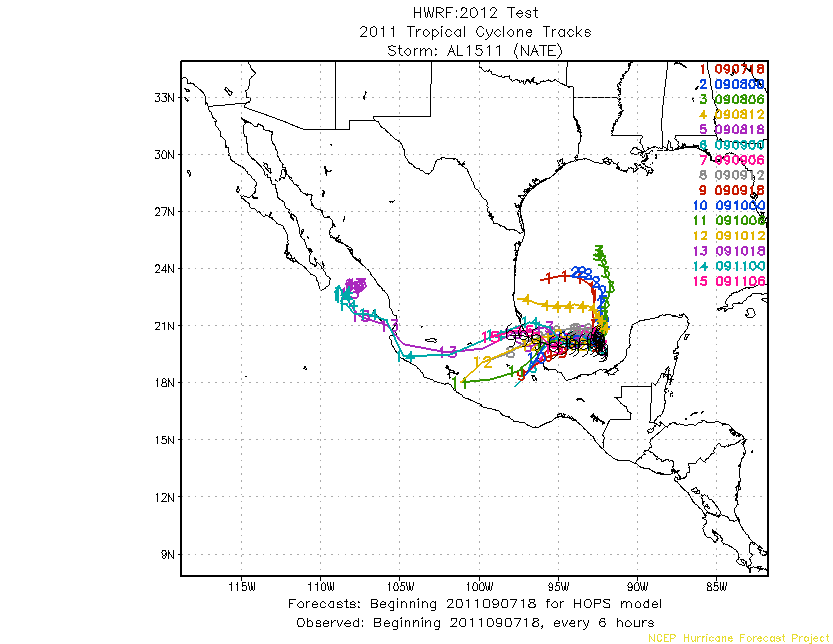 HWRF:2012 Test
2011 Tropical Cyclone Tracks
Storm: AL1511 (NATE)
1 090718
2 090800
3 090806
4 090812
5 090818
6 090900
7 090906
8 090912
9 090918
10 091000
11 091006
12 091012
13 091018
14 091100
15 091106
33N
30N
27N
24N
21N
18N
15N
12N
9N
115W 110W 105W 100W 95W 90W 85W
Forecasts: Beginning 2011090718 for HOPS model
Observed: Beginning 2011090718, every 6 hours
NCEP Hurricane Forecast Project